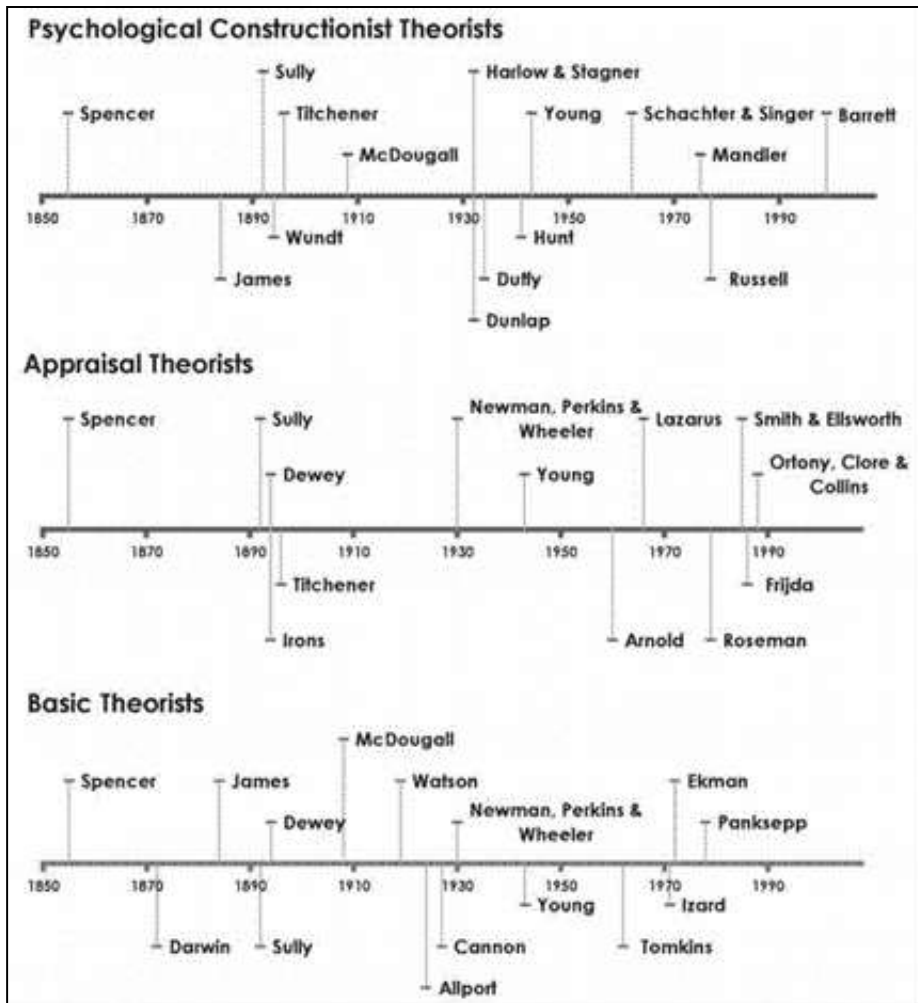 Psychological Constructionist Theorists
Sully
Harlow & Stagner
Spencer
Titchener
Young
Schachter & Singer
Barrett
McDougall
Mandler
1850 1870 1890 1910 1930 1950 1970 1990
Wundt
Hunt
James
Duffy
Russell
Dunlap
Appraisal Theorists
Spencer
Sully
Newman, Perkins &
Wheeler
Lazarus
Smith & Ellsworth
Dewey
Young
Ortony, Clore &
Collins
1850 1870 1890 1910 1930 1950 1970 1990
Titchener
Frijda
Irons
Arnold
Roseman
Basic Theorists
McDougall
Spencer
James
Watson
Ekman
Dewey
Newman, Perkins &
Wheeler
Panksepp
1850 1870 1890 1910 1930 1950 1970 1990
Young
Izard
Darwin
Sully
Cannon
Tomkins
Allport